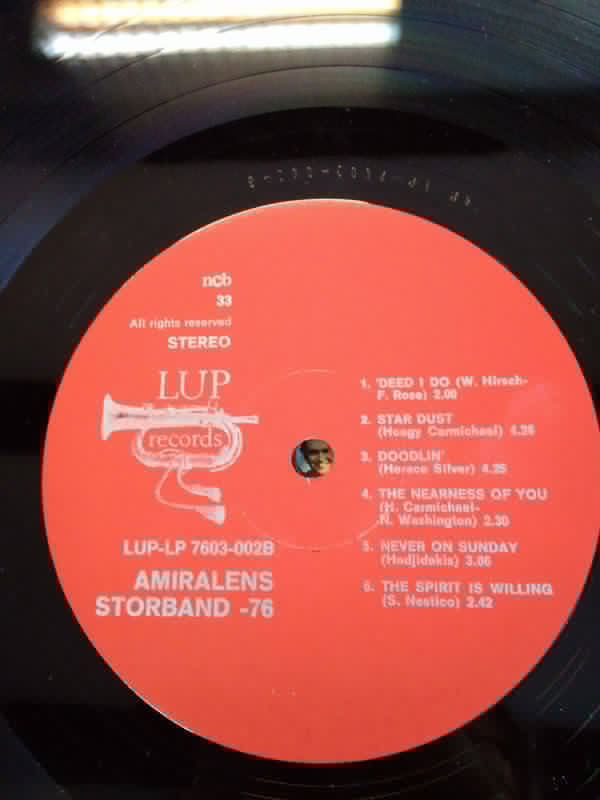 ncb
33
All rights reserved
STEREO
LUP
records
LUP-LP 7603-002B
AMIRALENS
STORBAND -76
1. 'DEED I DO (W. Hirsch-
F. Rose) 2.00
2. STAR DUST
(Hoagy Carmichael) 4.26
3. DOODLIN'
(Horace Silver) 4.25
4. THE NEARNESS OF YOU
(H. Carmichael-
N. Washington) 2.30
5. NEVER ON SUNDAY
(Hadjidakis) 3.06
6. THE SPIRIT IS WILLING
(S. Nestico) 2.42